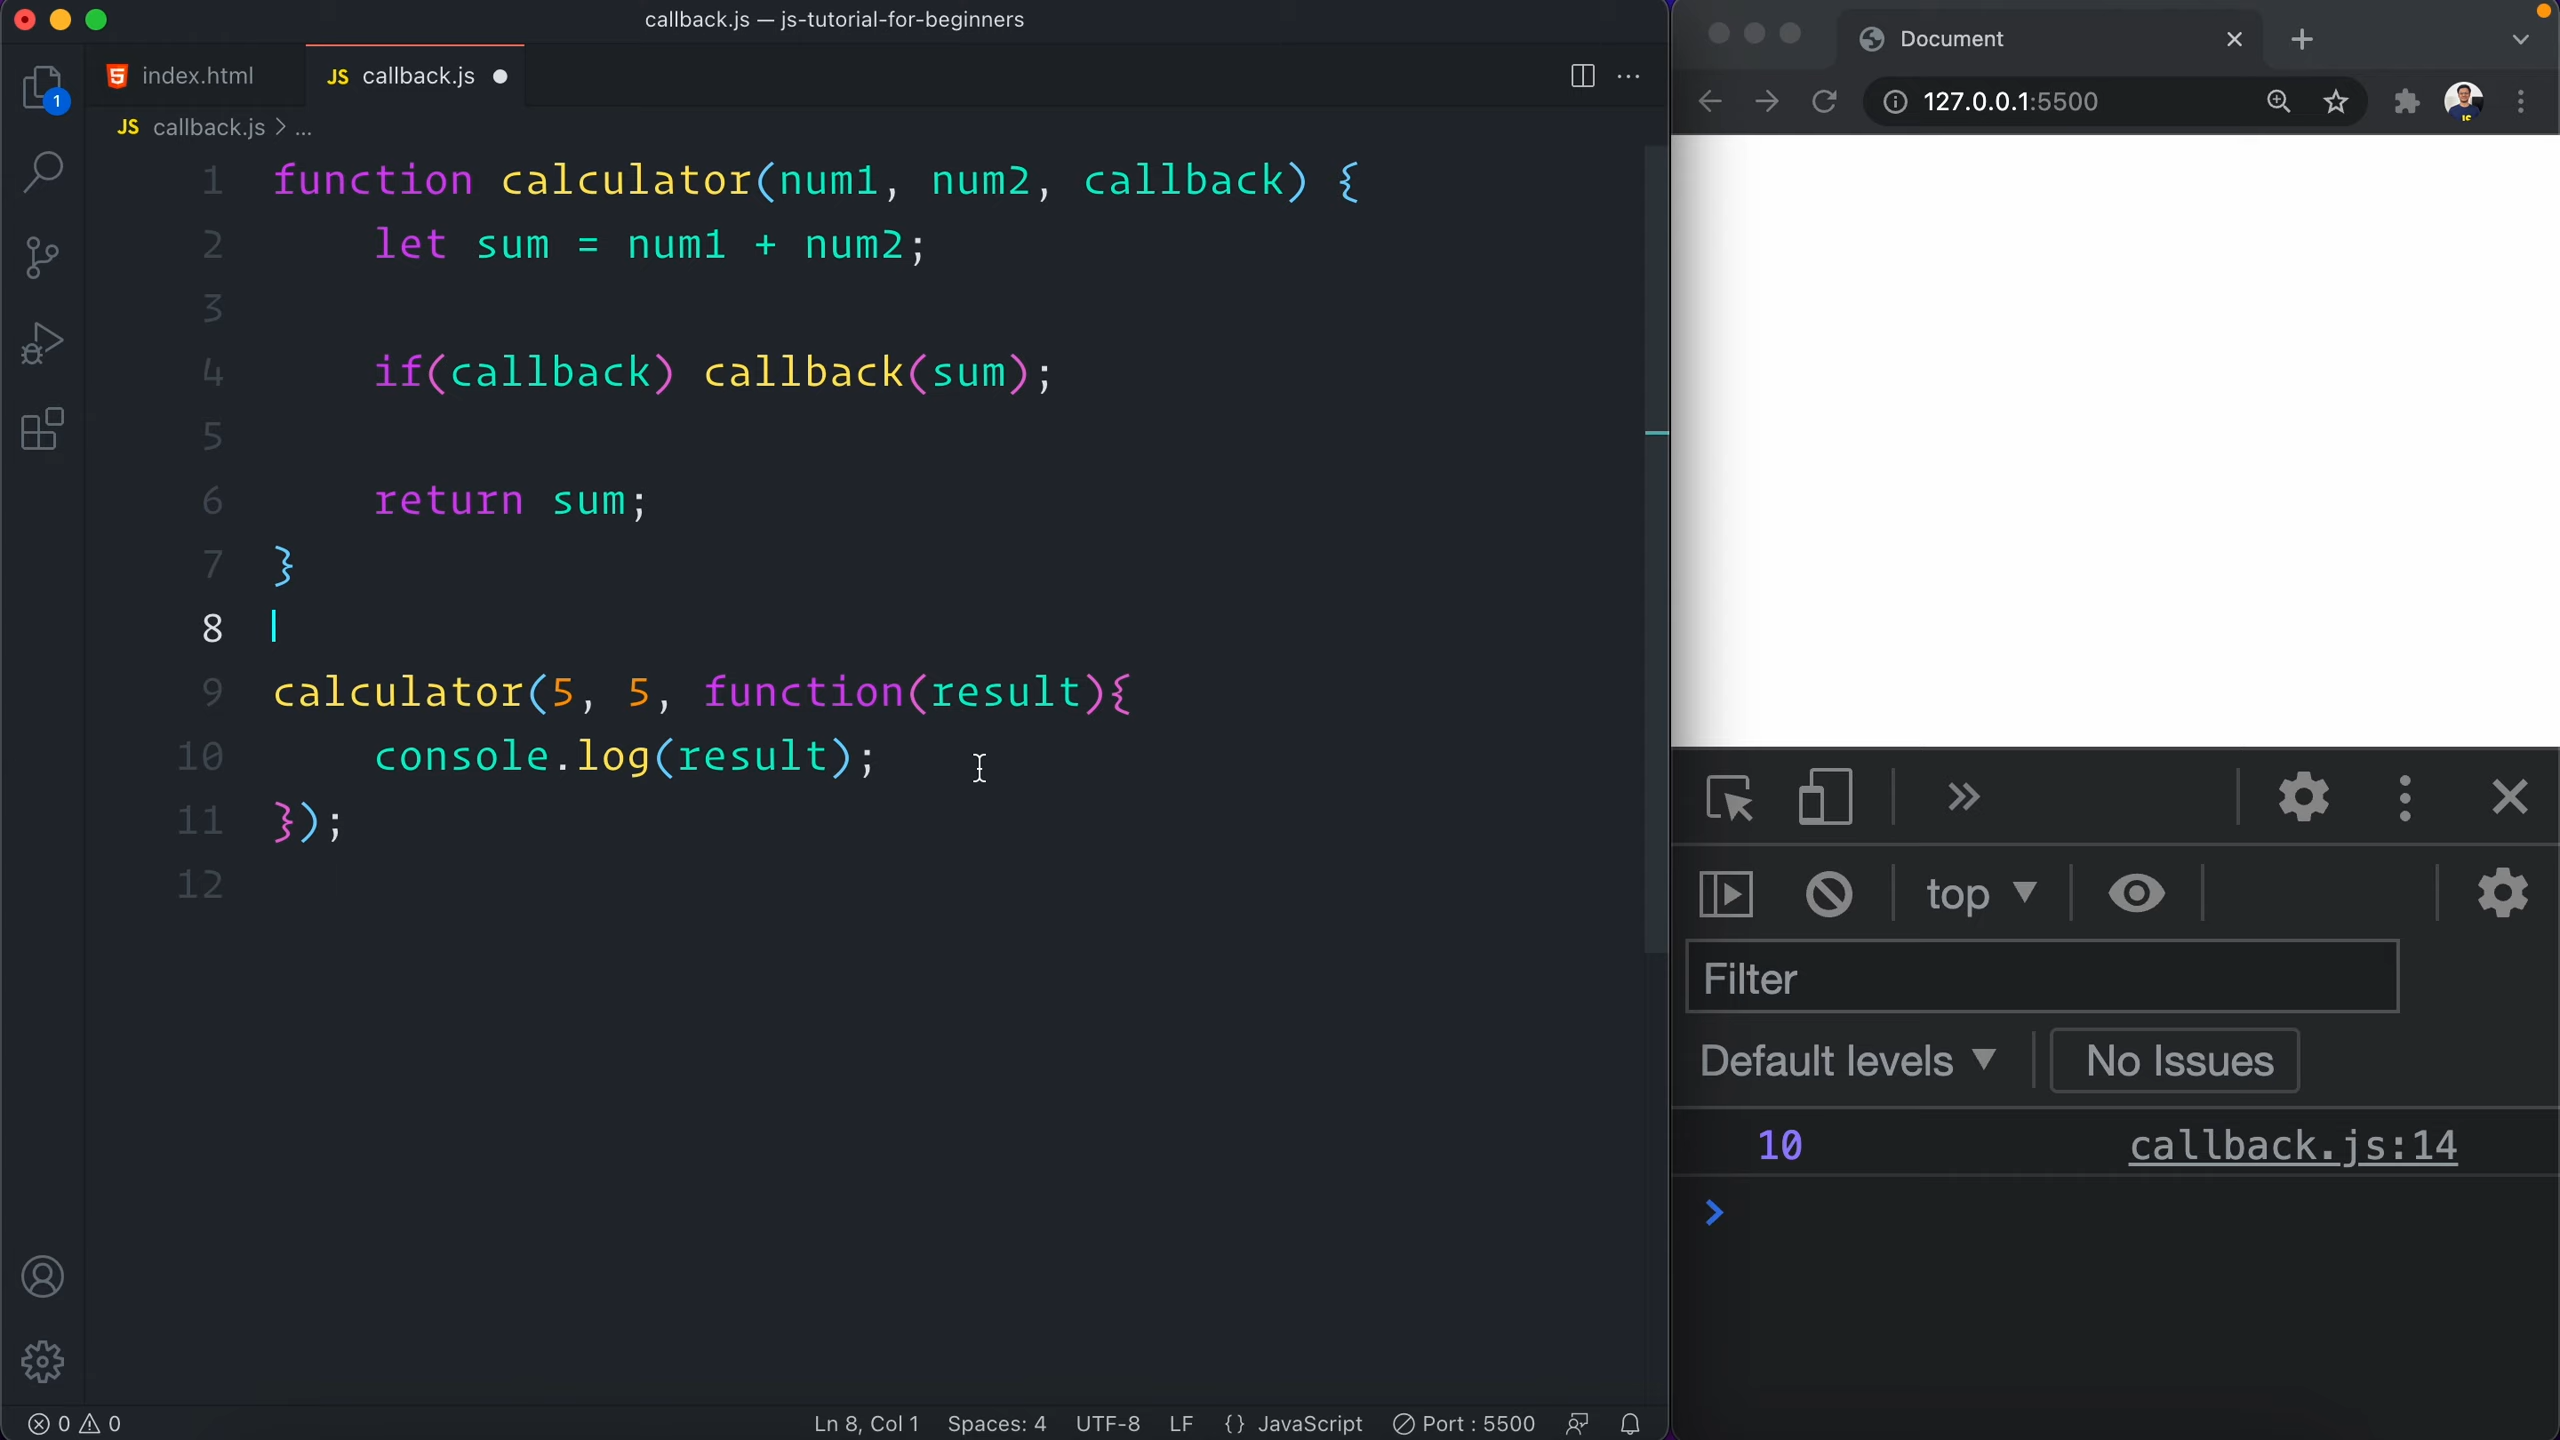 callback.js — js-tutorial-for-beginners
index.html
JS callback.js
JS callback.js > ...
1
1 function calculator(num1, num2, callback) {
2 let sum = num1 + num2;
3
4 if(callback) callback(sum);
5
6 return sum;
7 }
8
9 calculator(5, 5, function(result){
10 console.log(result);
11 });
12
0 0
Ln 8, Col 1 Spaces: 4 UTF-8 LF {} JavaScript Port : 5500
Document
127.0.0.1:5500
top
Filter
Default levels No Issues
10 callback.js:14